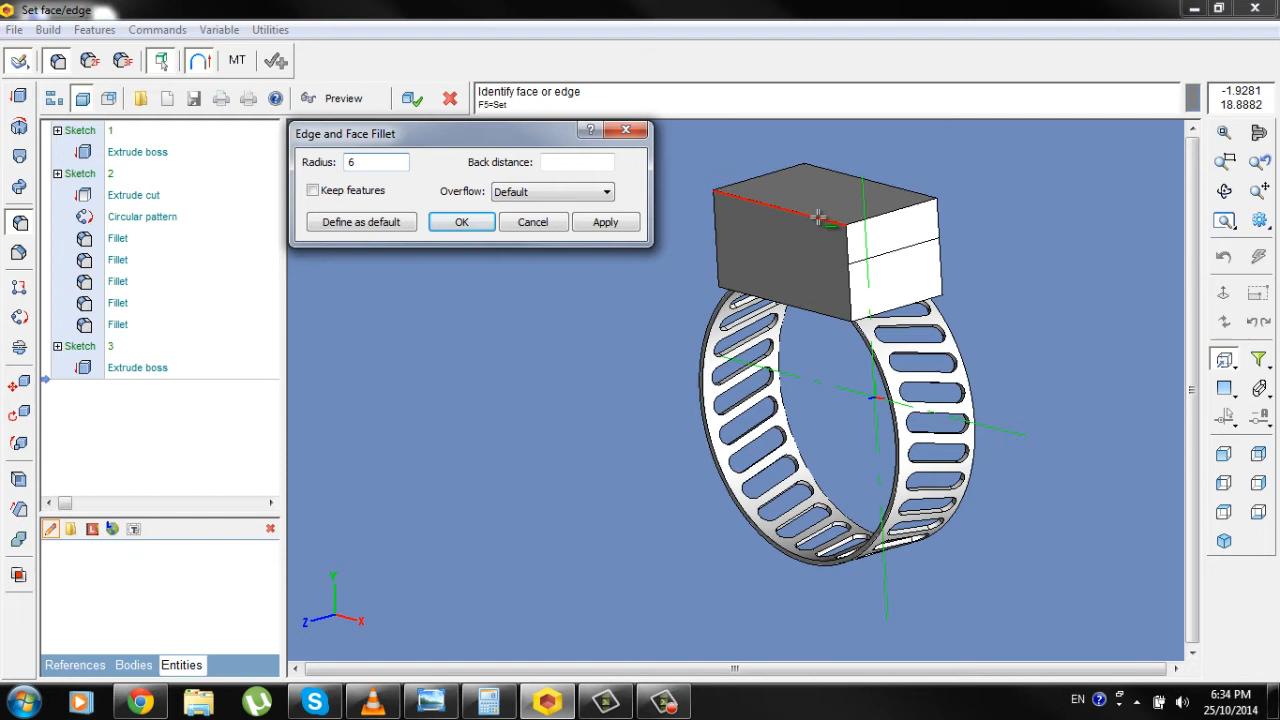 Set face/edge
File Build Features Commands Variable Utilities
MT
Preview
Identify face or edge
F5=Set
-1.9281
18.8882
Sketch 1
Extrude boss
Sketch 2
Extrude cut
Circular pattern
Fillet
Fillet
Fillet
Fillet
Fillet
Sketch 3
Extrude boss
Edge and Face Fillet
Radius: 6 Back distance:
Keep features Overflow: Default
Define as default OK Cancel Apply
Y
Z X
References Bodies Entities
EN 6:34 PM
25/10/2014